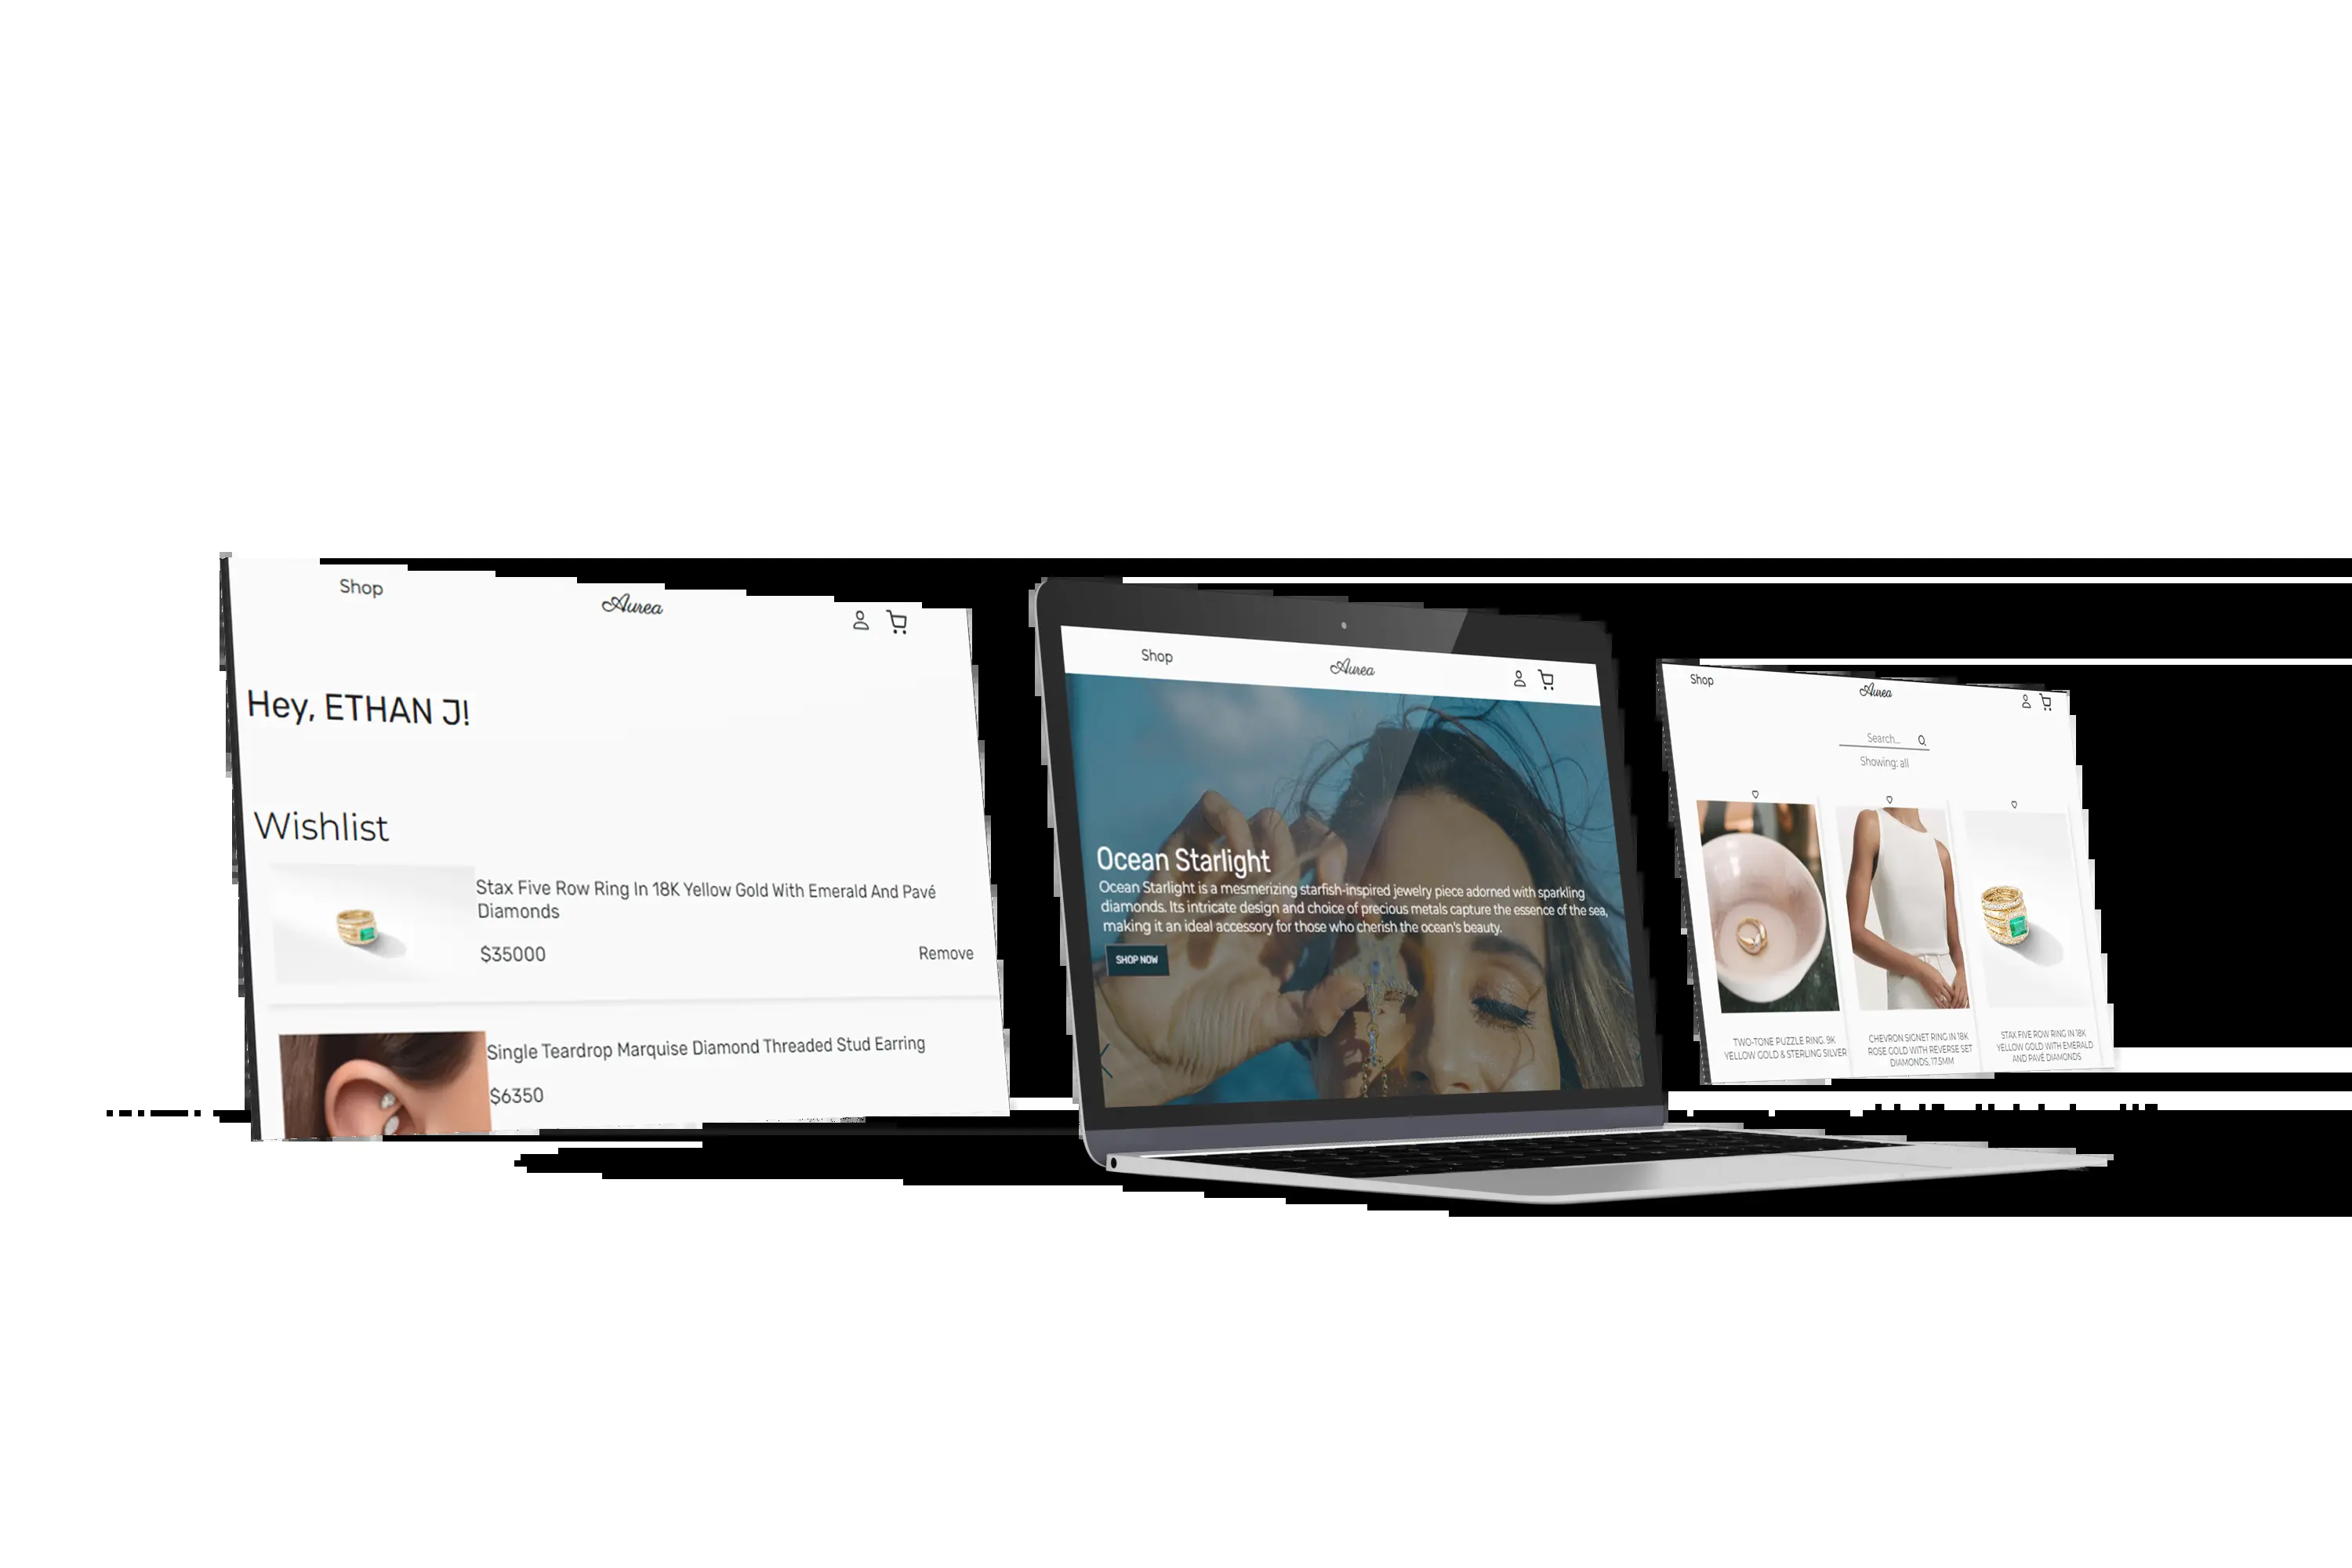 Shop
Aurea
Hey, ETHAN J!
Wishlist
Stax Five Row Ring In 18K Yellow Gold With Emerald And Pavé
Diamonds
$35000
Remove
Single Teardrop Marquise Diamond Threaded Stud Earring
$6350
Shop
Aurea
Ocean Starlight
Ocean Starlight is a mesmerizing starfish-inspired jewelry piece adorned with sparkling
diamonds. Its intricate design and choice of precious metals capture the essence of the sea,
making it an ideal accessory for those who cherish the ocean's beauty.
SHOP NOW
Shop
Aurea
Search...
Showing: all
TWO-TONE PUZZLE RING, 9K
YELLOW GOLD & STERLING SILVER
CHEVRON SIGNET RING IN 18K
ROSE GOLD WITH REVERSE SET
DIAMONDS, 17.5MM
STAX FIVE ROW RING IN 18K
YELLOW GOLD WITH EMERALD
AND PAVÉ DIAMONDS